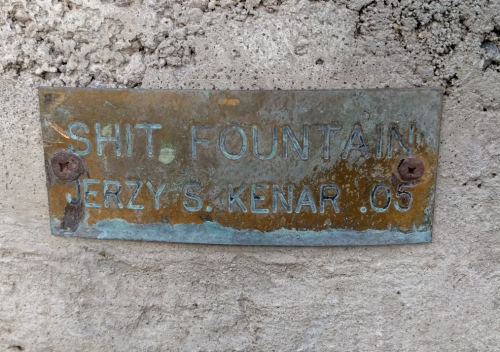 SHIT FOUNTAIN
JERZY S. KENAR .05